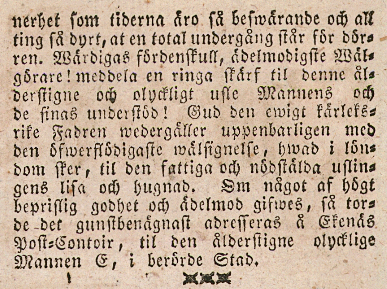 nerhet som tiderna äro så beswärande och all
ting så dyrt, at en total undergång står för dör-
ren. Wärdigas fördenskull, ädelmodigste Wäl-
görare! meddela en ringa skärf til denne ål-
derstigne och olyckligt usle Mannens och
de sinas understöd! Gud den ewigt kärleks-
rike Fadren wedergäller uppenbarligen med
den öfwerflödigaste wälsignelse, hwad i lön-
dom sker, til den fattiga och nödstälda uslin-
gens lisa och hugnad. Om något af högt
beprislig godhet och ädelmod gifwes, så tor-
de det gunstbenägnast adresseras å Ekenäs
Post-Contoir, til den ålderstigne olycklige
Mannen E, i berörde Stad.